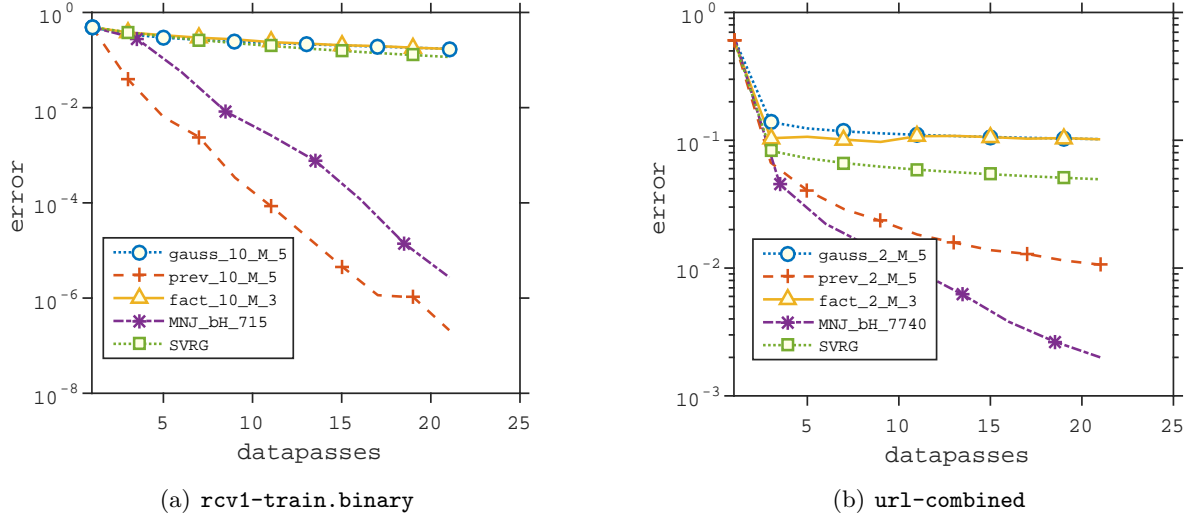 10^0
10^-2
10^-4
10^-6
10^-8
error
gauss_10_M_5
prev_10_M_5
fact_10_M_3
MNJ_bH_715
SVRG
5 10 15 20 25
datapasses
(a) rcv1-train.binary
10^0
10^-1
10^-2
10^-3
error
gauss_2_M_5
prev_2_M_5
fact_2_M_3
MNJ_bH_7740
SVRG
5 10 15 20 25
datapasses
(b) url-combined